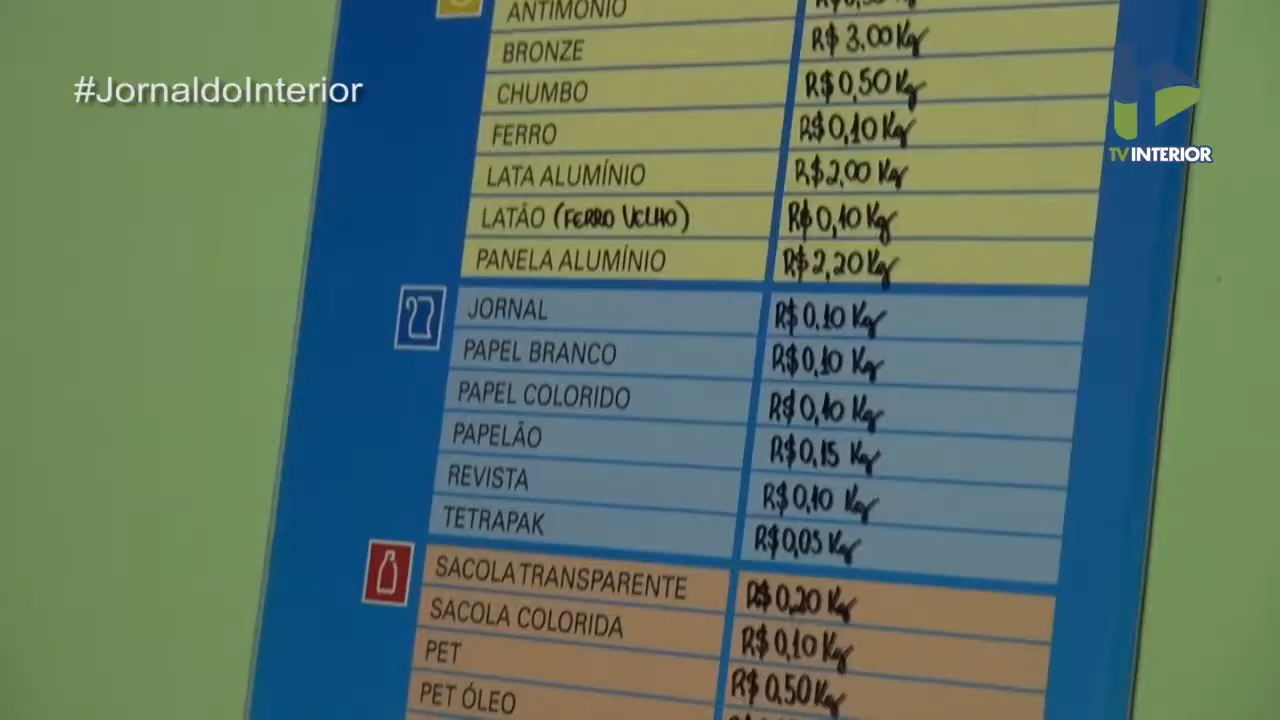 #JornaldoInterior
TV INTERIOR
ANTIMÔNIO
BRONZE R$ 3,00 Kg
CHUMBO R$ 0,50 Kg
FERRO R$ 0,10 Kg
LATA ALUMÍNIO R$ 2,00 Kg
LATÃO (FERRO VELHO) R$ 0,10 Kg
PANELA ALUMÍNIO R$ 2,20 Kg
JORNAL R$ 0,10 Kg
PAPEL BRANCO R$ 0,10 Kg
PAPEL COLORIDO R$ 0,10 Kg
PAPELÃO R$ 0,15 Kg
REVISTA R$ 0,10 Kg
TETRAPAK R$ 0,05 Kg
SACOLA TRANSPARENTE R$ 0,20 Kg
SACOLA COLORIDA R$ 0,10 Kg
PET R$ 0,50 Kg
PET ÓLEO